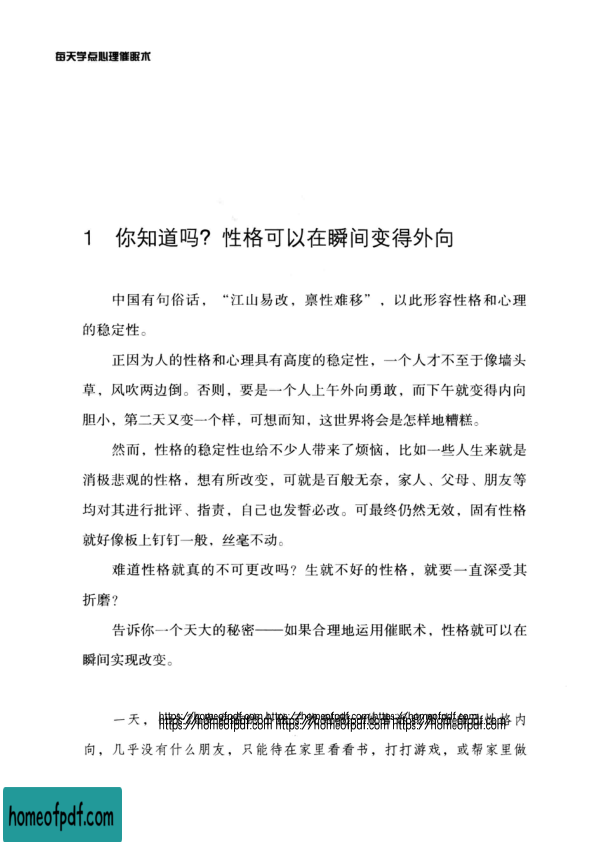 每天学点心理催眠术
1 你知道吗？性格可以在瞬间变得外向
中国有句俗话，“江山易改，禀性难移”，以此形容性格和心理
的稳定性。
正因为人的性格和心理具有高度的稳定性，一个人才不至于像墙头
草，风吹两边倒。否则，要是一个人上午外向勇敢，而下午就变得内向
胆小，第二天又变一个样，可想而知，这世界将会是怎样地糟糕。
然而，性格的稳定性也给不少人带来了烦恼，比如一些人生来就是
消极悲观的性格，想有所改变，可就是百般无奈，家人、父母、朋友等
均对其进行批评、指责，自己也发誓必改。可最终仍然无效，固有性格
就好像板上钉钉一般，丝毫不动。
难道性格就真的不可更改吗？生就不好的性格，就要一直深受其
折磨？
告诉你一个天大的秘密——如果合理地运用催眠术，性格就可以在
瞬间实现改变。
一天，https://homeofpdf.com https://homeofpdf.com https://homeofpdf.com性格内
https://homeofpdf.com https://homeofpdf.com https://homeofpdf.com
向，几乎没有什么朋友，只能待在家里看看书，打打游戏，或帮家里做
homeofpdf.com